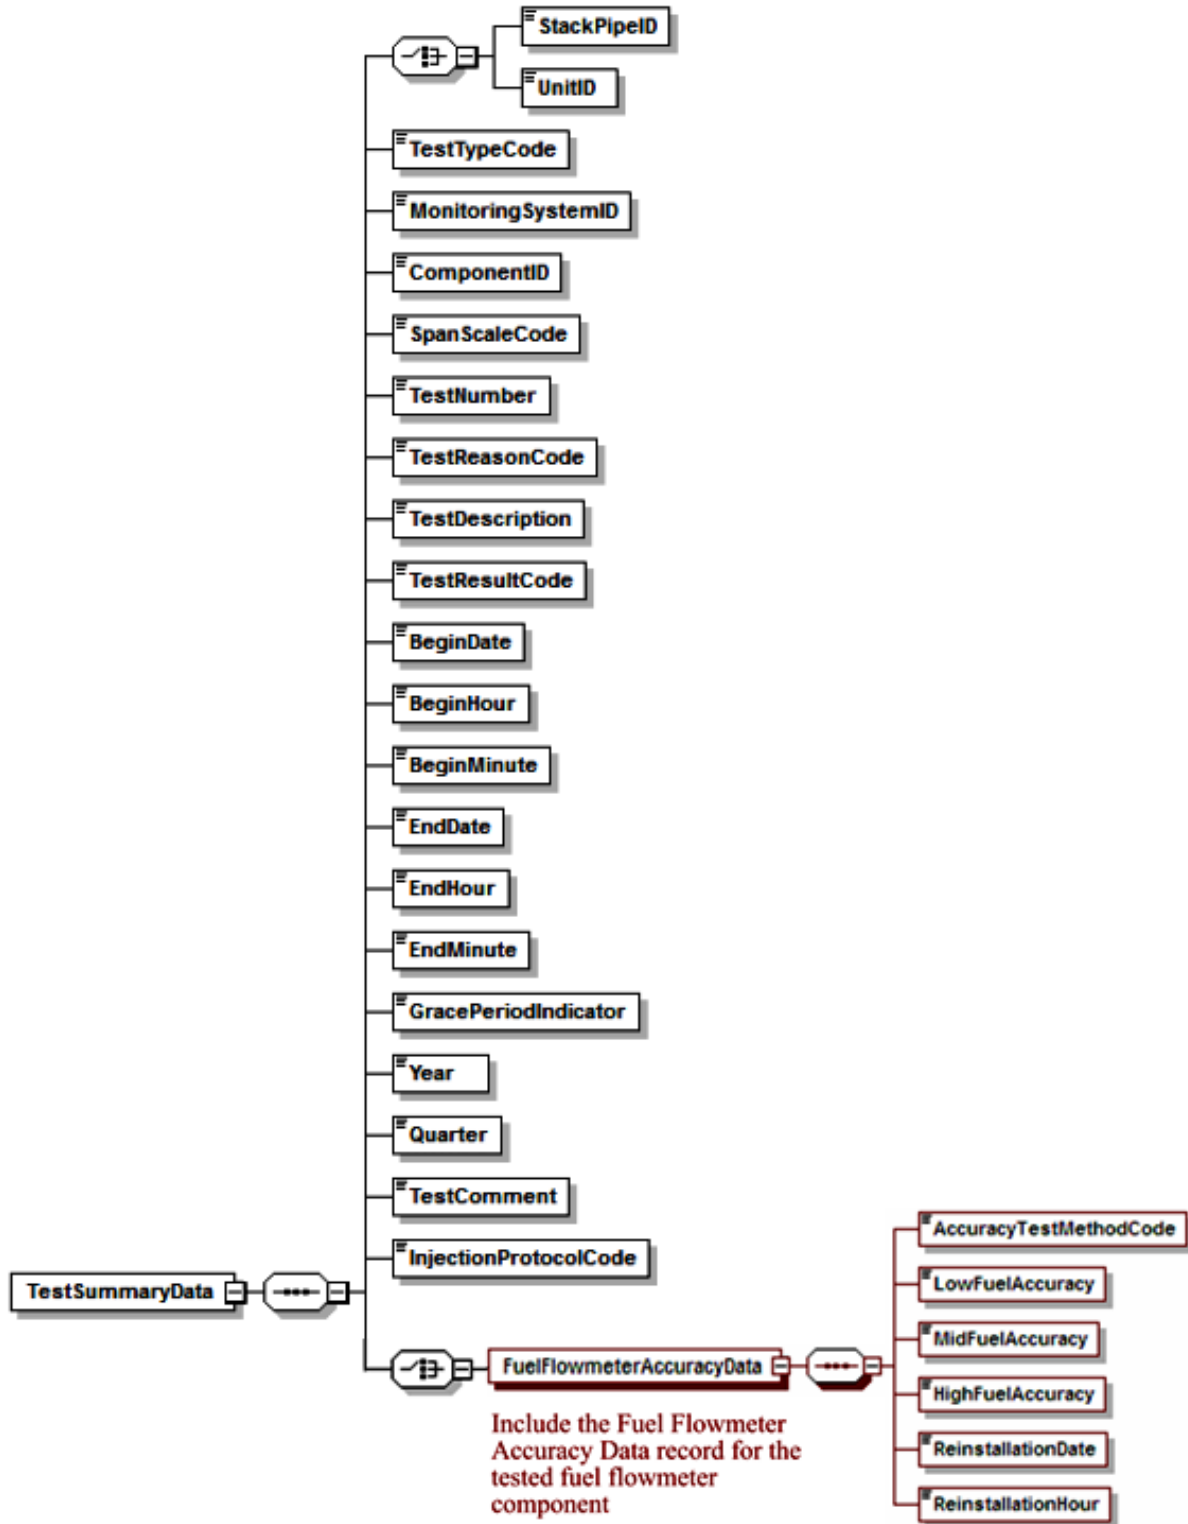 StackPipeID
UnitID
TestTypeCode
MonitoringSystemID
ComponentID
SpanScaleCode
TestNumber
TestReasonCode
TestDescription
TestResultCode
BeginDate
BeginHour
BeginMinute
EndDate
EndHour
EndMinute
GracePeriodIndicator
Year
Quarter
TestComment
InjectionProtocolCode
TestSummaryData
FuelFlowmeterAccuracyData
Include the Fuel Flowmeter
Accuracy Data record for the
tested fuel flowmeter
component
AccuracyTestMethodCode
LowFuelAccuracy
MidFuelAccuracy
HighFuelAccuracy
ReinstallationDate
ReinstallationHour